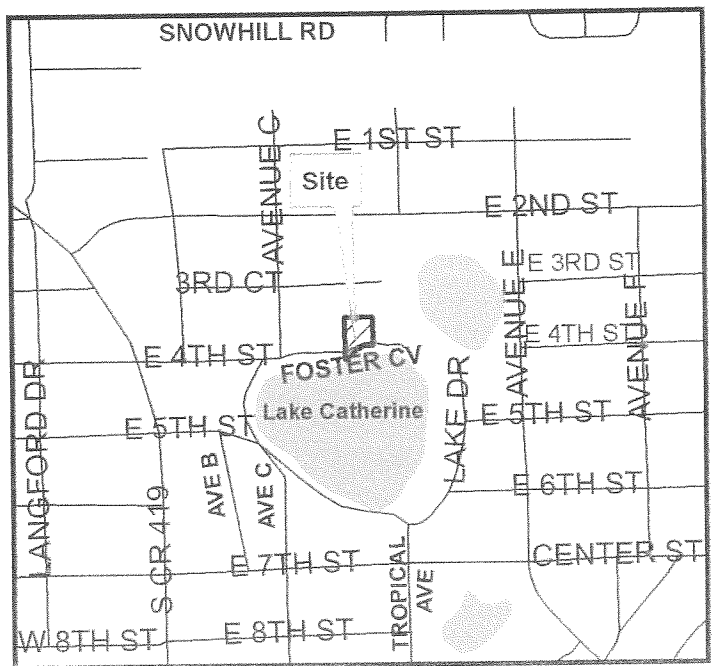 SNOWHILL RD
E 1ST ST
AVENUE C
Site
E 2ND ST
E 3RD ST
3RD CT
AVENUE E
AVENUE F
E 4TH ST
E 4TH ST
FOSTER CV
LANGFORD DR
Lake Catherine
LAKE DR
E 5TH ST
E 5TH ST
AVE B
AVE C
S CR 419
E 6TH ST
E 7TH ST
CENTER ST
TROPICAL
AVE
W 8TH ST
E 8TH ST